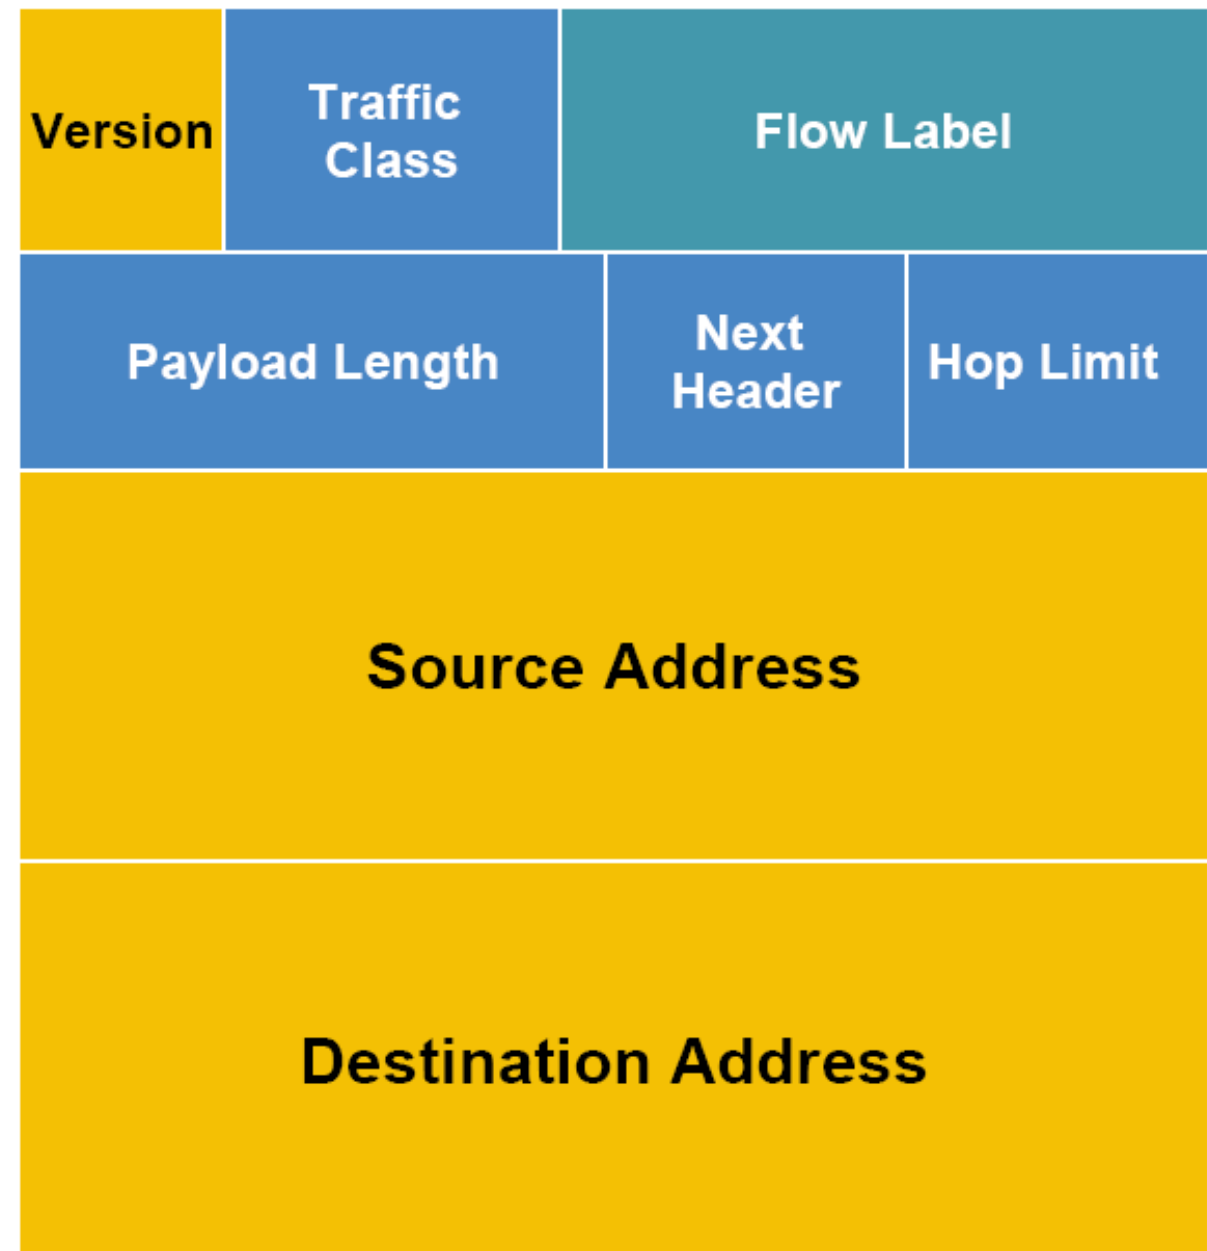 Version
Traffic
Class
Flow Label
Payload Length
Next
Header
Hop Limit
Source Address
Destination Address